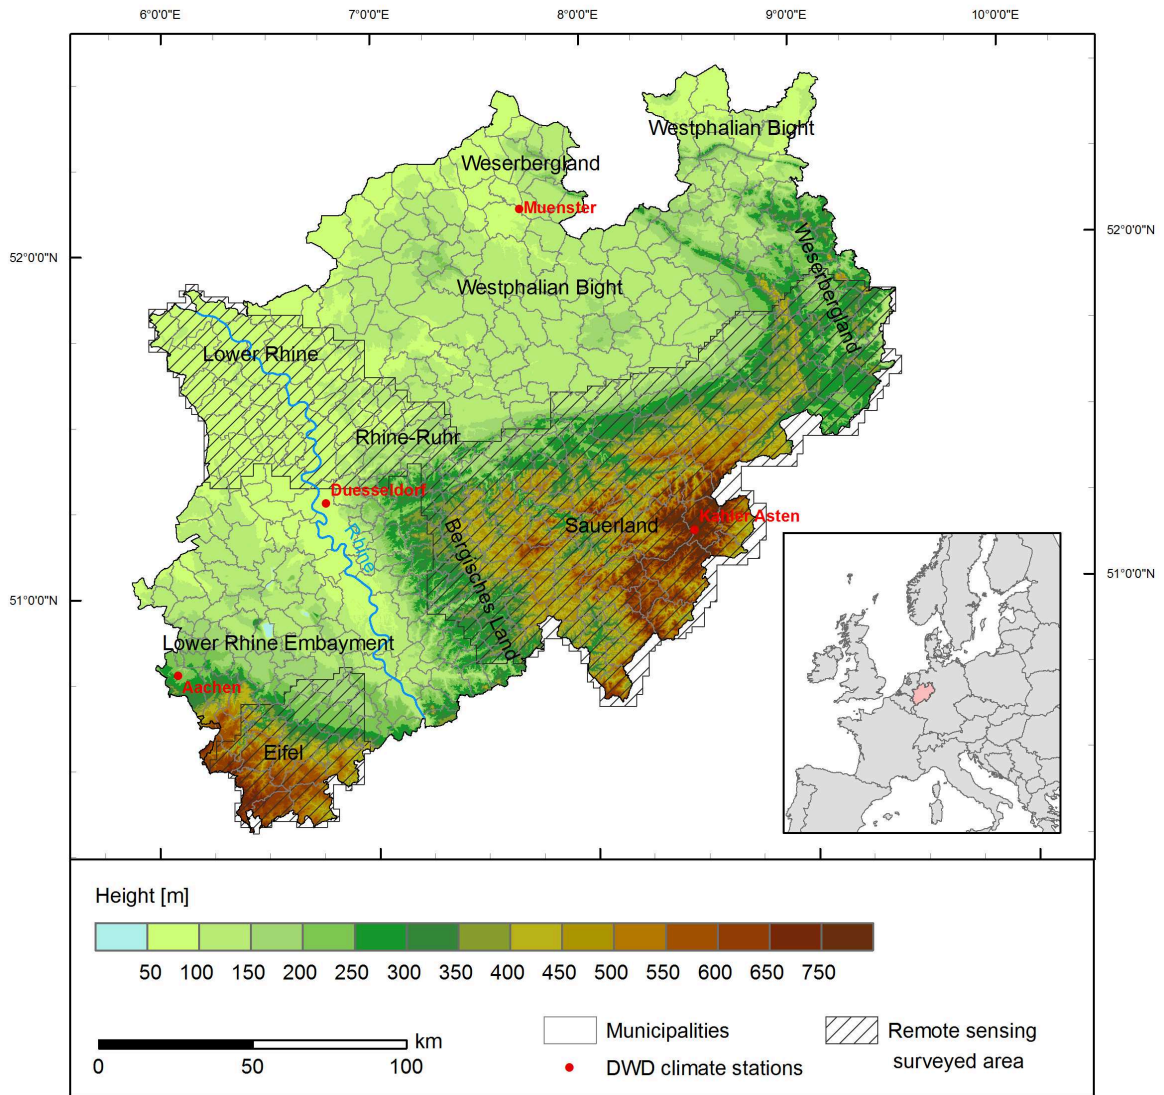 6°0'0"E 7°0'0"E 8°0'0"E 9°0'0"E 10°0'0"E
Westphalian Bight
Weserbergland
Muenster
52°0'0"N
52°0'0"N
Weserbergland
Westphalian Bight
Lower Rhine
Rhine-Ruhr
Duesseldorf
Kahler Asten
Sauerland
Rhine
Bergisches Land
51°0'0"N
51°0'0"N
Lower Rhine Embayment
Aachen
Eifel
Height [m]
50 100 150 200 250 300 350 400 450 500 550 600 650 750
km
0 50 100
Municipalities
DWD climate stations
Remote sensing
surveyed area